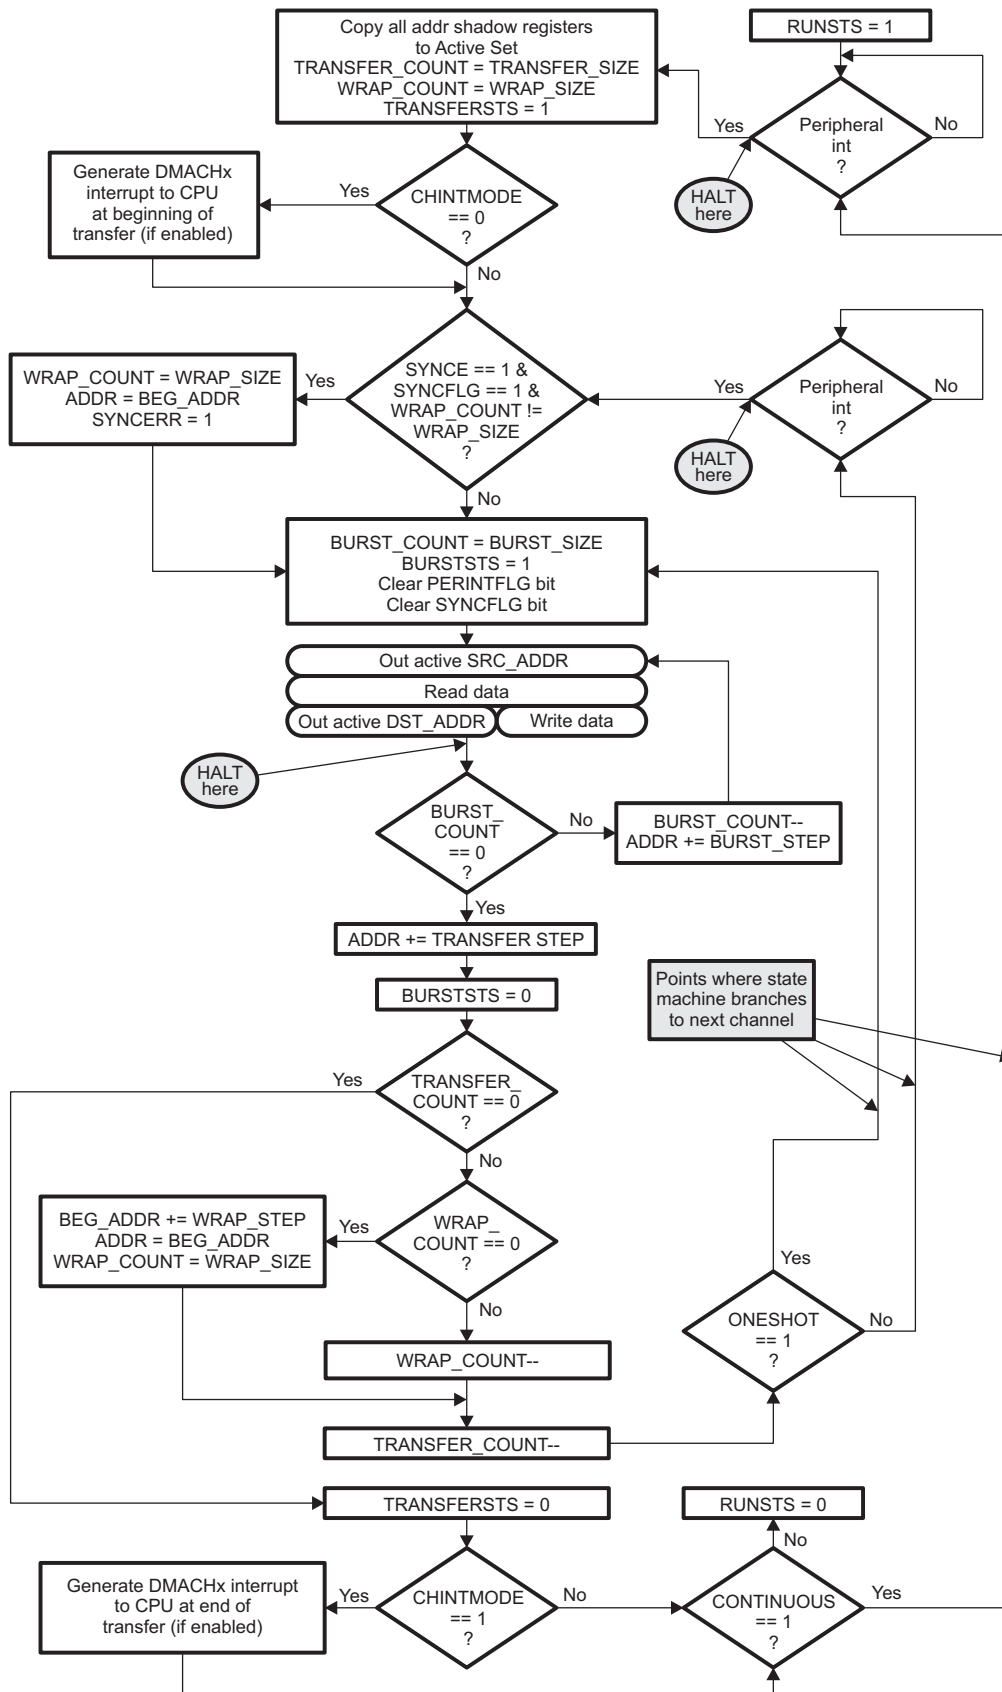 Copy all addr shadow registers
to Active Set
TRANSFER_COUNT = TRANSFER_SIZE
WRAP_COUNT = WRAP_SIZE
TRANSFERSTS = 1
RUNSTS = 1
Peripheral
int
?
Yes
No
HALT
here
Generate DMACHx
interrupt to CPU
at beginning of
transfer (if enabled)
Yes
CHINTMODE
== 0
?
No
WRAP_COUNT = WRAP_SIZE
ADDR = BEG_ADDR
SYNCERR = 1
Yes
SYNCE == 1 &
SYNCFLG == 1 &
WRAP_COUNT !=
WRAP_SIZE
?
No
Yes
Peripheral
int
?
No
HALT
here
BURST_COUNT = BURST_SIZE
BURSTSTS = 1
Clear PERINTFLG bit
Clear SYNCFLG bit
Out active SRC_ADDR
Read data
Out active DST_ADDR
Write data
HALT
here
BURST_
COUNT
== 0
?
No
BURST_COUNT--
ADDR += BURST_STEP
Yes
ADDR += TRANSFER STEP
BURSTSTS = 0
Points where state
machine branches
to next channel
Yes
TRANSFER_
COUNT == 0
?
No
BEG_ADDR += WRAP_STEP
ADDR = BEG_ADDR
WRAP_COUNT = WRAP_SIZE
Yes
WRAP_
COUNT == 0
?
No
Yes
ONESHOT
== 1
?
No
WRAP_COUNT--
TRANSFER_COUNT--
TRANSFERSTS = 0
RUNSTS = 0
No
Generate DMACHx interrupt
to CPU at end of
transfer (if enabled)
Yes
CHINTMODE
== 1
?
No
CONTINUOUS
== 1
?
Yes